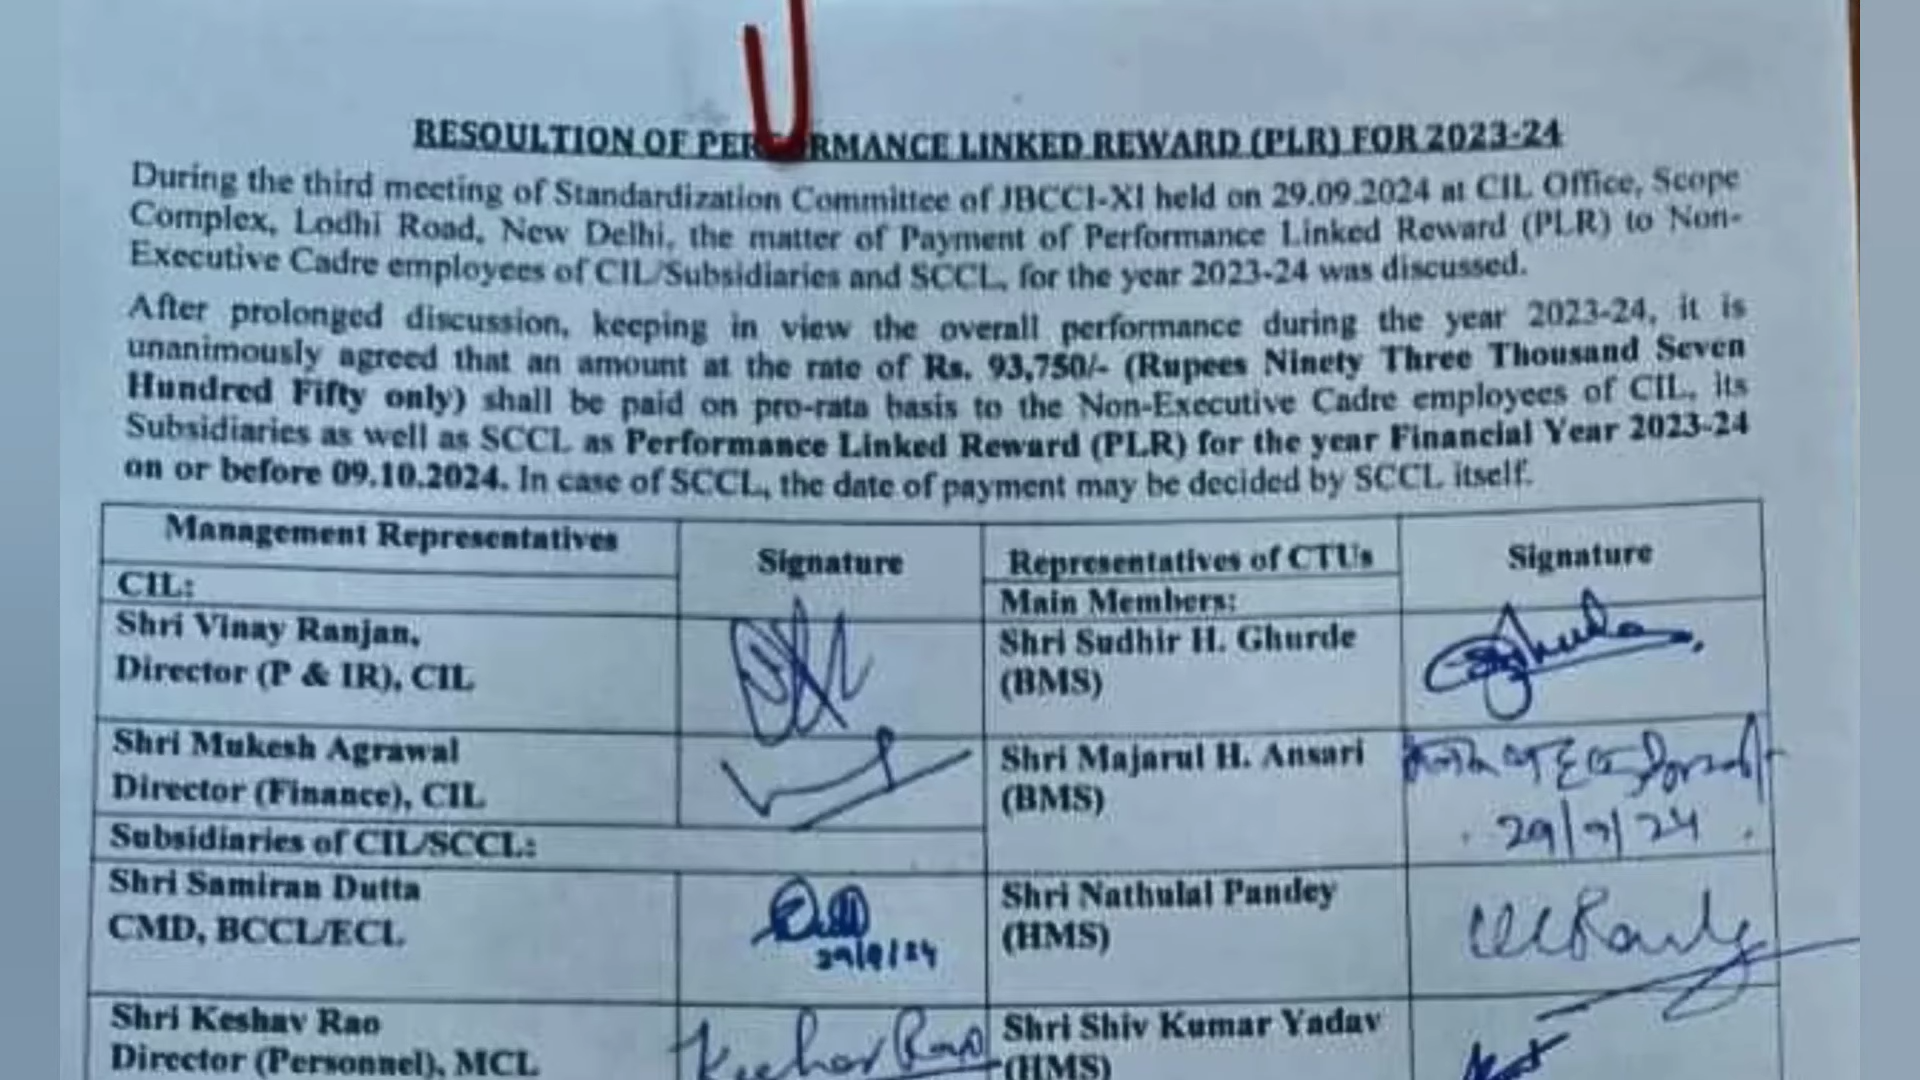 RESOULTION OF PERFORMANCE LINKED REWARD (PLR) FOR 2023-24
During the third meeting of Standardization Committee of JBCCI-XI held on 29.09.2024 at CIL Office, Scope
Complex, Lodhi Road, New Delhi, the matter of Payment of Performance Linked Reward (PLR) to Non-
Executive Cadre employees of CIL/Subsidiaries and SCCL, for the year 2023-24 was discussed.
After prolonged discussion, keeping in view the overall performance during the year 2023-24, it is
unanimously agreed that an amount at the rate of Rs. 93,750/- (Rupees Ninety Three Thousand Seven
Hundred Fifty only) shall be paid on pro-rata basis to the Non-Executive Cadre employees of CIL, its
Subsidiaries as well as SCCL as Performance Linked Reward (PLR) for the year Financial Year 2023-24
on or before 09.10.2024. In case of SCCL, the date of payment may be decided by SCCL itself.
Management Representatives Signature Representatives of CTUs Signature
CIL: Main Members:
Shri Vinay Ranjan, Shri Sudhir H. Ghurde
Director (P & IR), CIL (BMS)
Shri Mukesh Agrawal Shri Majarul H. Ansari
Director (Finance), CIL (BMS)
29/9/24
Subsidiaries of CIL/SCCL:
Shri Samiran Dutta Shri Nathulal Pandey
CMD, BCCL/ECL (HMS)
29/9/24
Shri Keshav Rao Keshav Rao Shri Shiv Kumar Yadav
Director (Personnel), MCL (HMS)